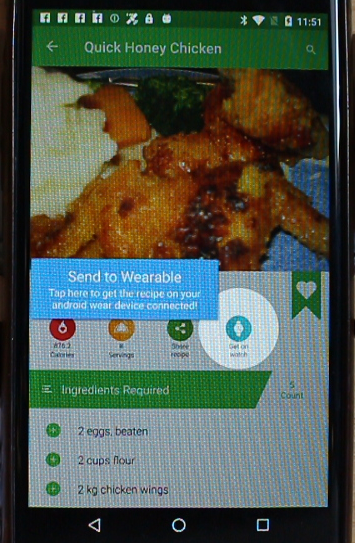 11:51
Quick Honey Chicken
Send to Wearable
Tap here to get the recipe on your
android wear device connected!
876.2
Calories
8
Servings
Share
recipe
Get on
watch
Ingredients Required
5
Count
2 eggs, beaten
2 cups flour
2 kg chicken wings